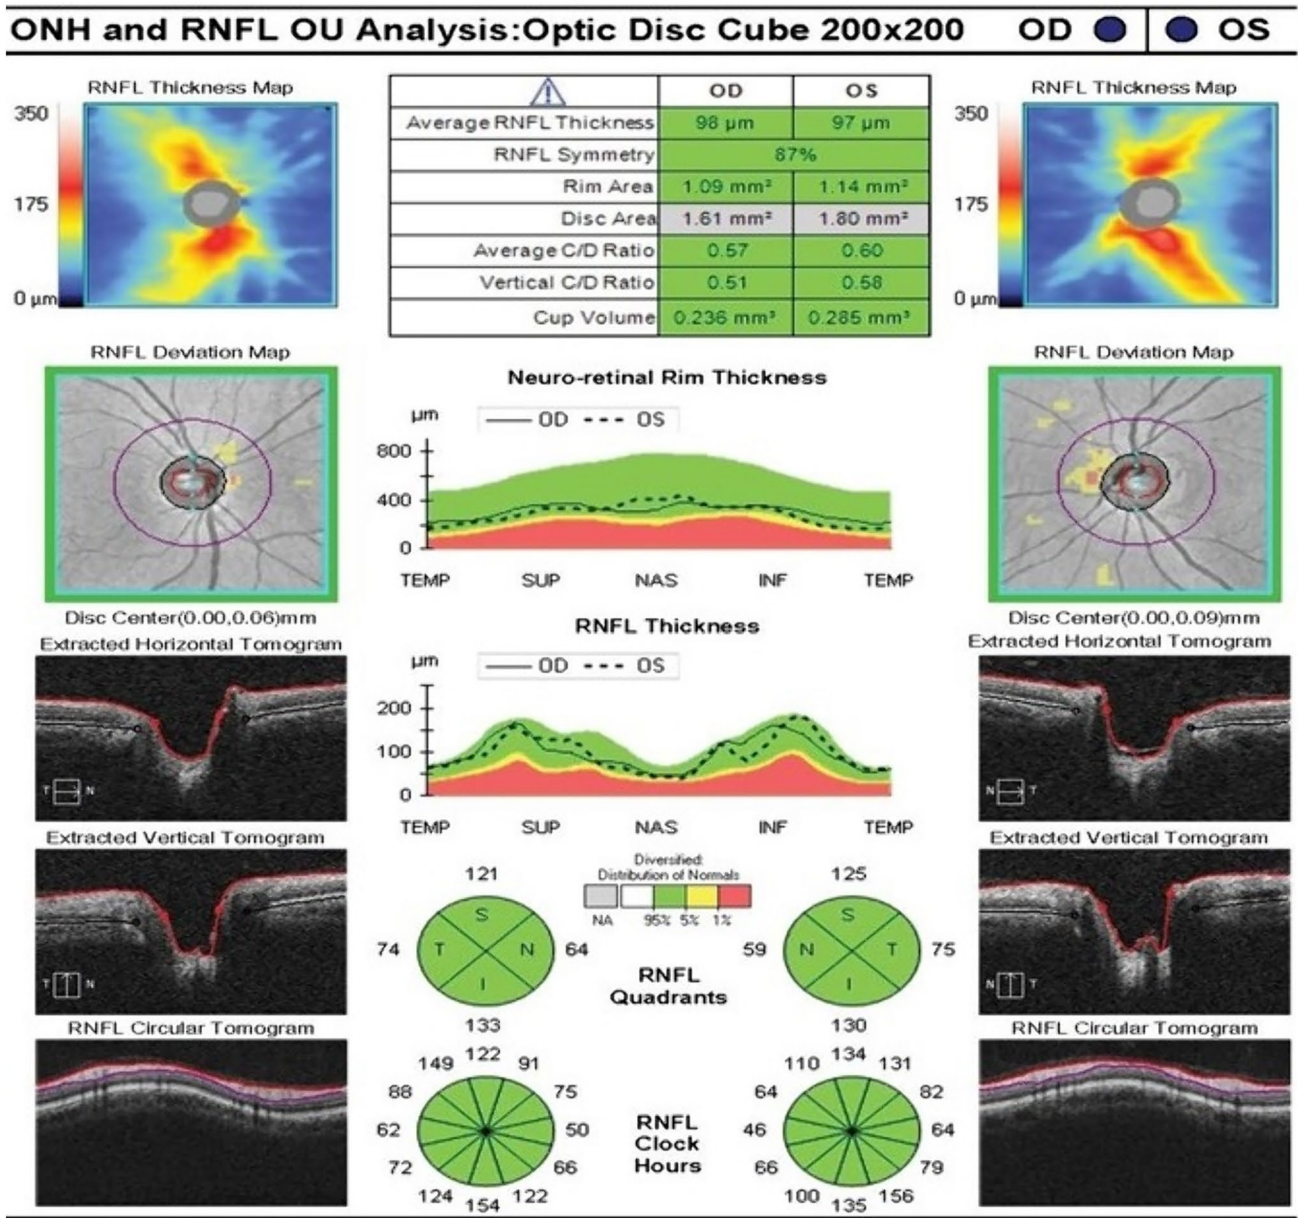 ONH and RNFL OU Analysis:Optic Disc Cube 200x200 OD OS
RNFL Thickness Map
350
175
0 µm
OD OS
Average RNFL Thickness 98 µm 97 µm
RNFL Symmetry 87%
Rim Area 1.09 mm² 1.14 mm²
Disc Area 1.61 mm² 1.80 mm²
Average C/D Ratio 0.57 0.60
Vertical C/D Ratio 0.51 0.58
Cup Volume 0.236 mm³ 0.285 mm³
RNFL Thickness Map
350
175
0 µm
RNFL Deviation Map
Disc Center(0.00,0.06)mm
Neuro-retinal Rim Thickness
µm
OD OS
800
400
0
TEMP SUP NAS INF TEMP
RNFL Deviation Map
Disc Center(0.00,0.09)mm
Extracted Horizontal Tomogram
T N
RNFL Thickness
µm
OD OS
200
100
0
TEMP SUP NAS INF TEMP
Extracted Horizontal Tomogram
N T
Extracted Vertical Tomogram
T N
Diversified:
Distribution of Normals
NA 95% 5% 1%
121
S
74 T N 64
I
133
RNFL
Quadrants
125
S
59 N T 75
I
130
Extracted Vertical Tomogram
N T
RNFL Circular Tomogram
149 122 91
88 75
62 50
72 66
124 154 122
RNFL
Clock
Hours
110 134 131
64 82
46 64
66 79
100 135 156
RNFL Circular Tomogram